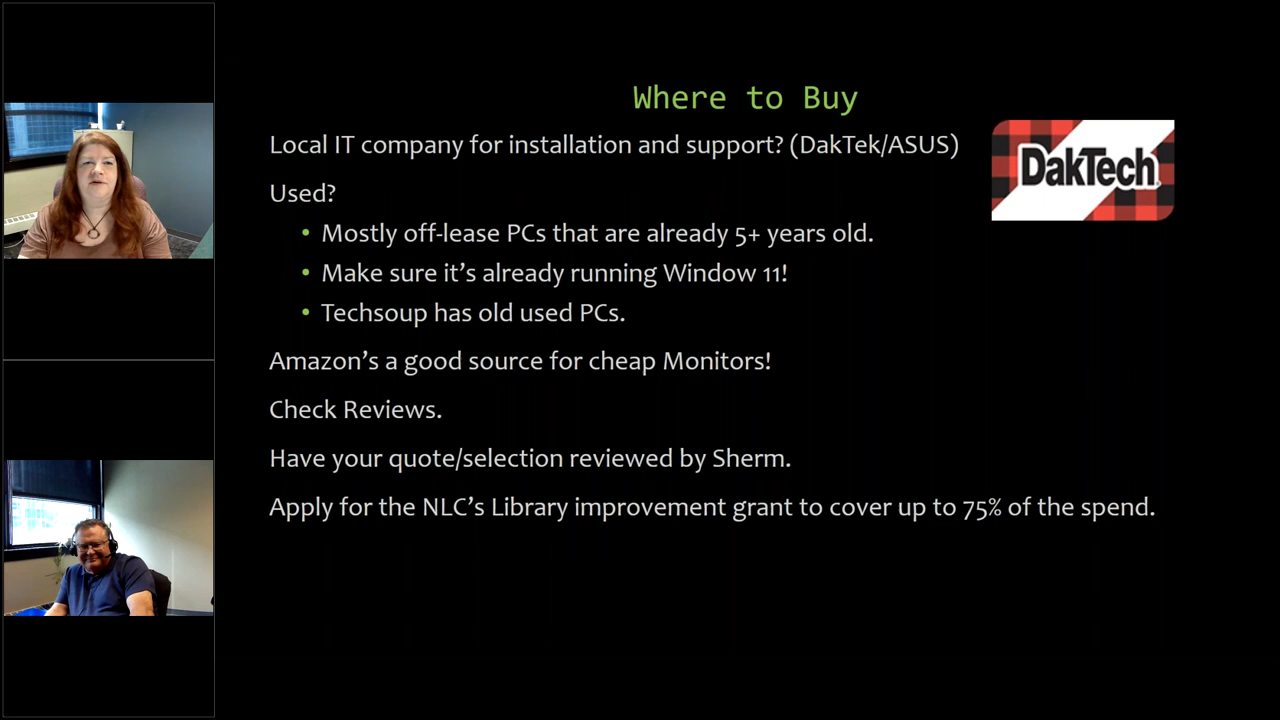 Where to Buy
Local IT company for installation and support? (DakTek/ASUS)
DakTech
Used?
• Mostly off-lease PCs that are already 5+ years old.
• Make sure it's already running Window 11!
• Techsoup has old used PCs.
Amazon's a good source for cheap Monitors!
Check Reviews.
Have your quote/selection reviewed by Sherm.
Apply for the NLC's Library improvement grant to cover up to 75% of the spend.